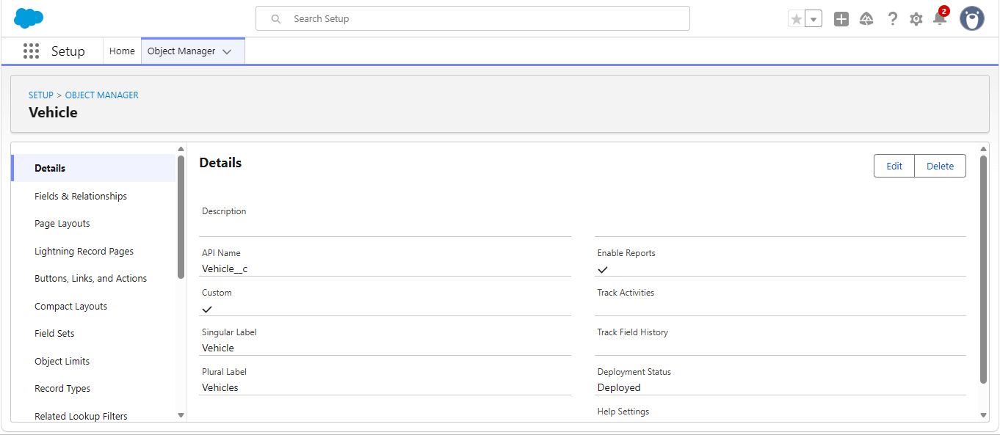 Search Setup
2
Setup
Home
Object Manager
SETUP > OBJECT MANAGER
Vehicle
Details
Fields & Relationships
Page Layouts
Lightning Record Pages
Buttons, Links, and Actions
Compact Layouts
Field Sets
Object Limits
Record Types
Related Lookup Filters
Details
Edit
Delete
Description
API Name
Vehicle__c
Custom
Singular Label
Vehicle
Plural Label
Vehicles
Enable Reports
Track Activities
Track Field History
Deployment Status
Deployed
Help Settings